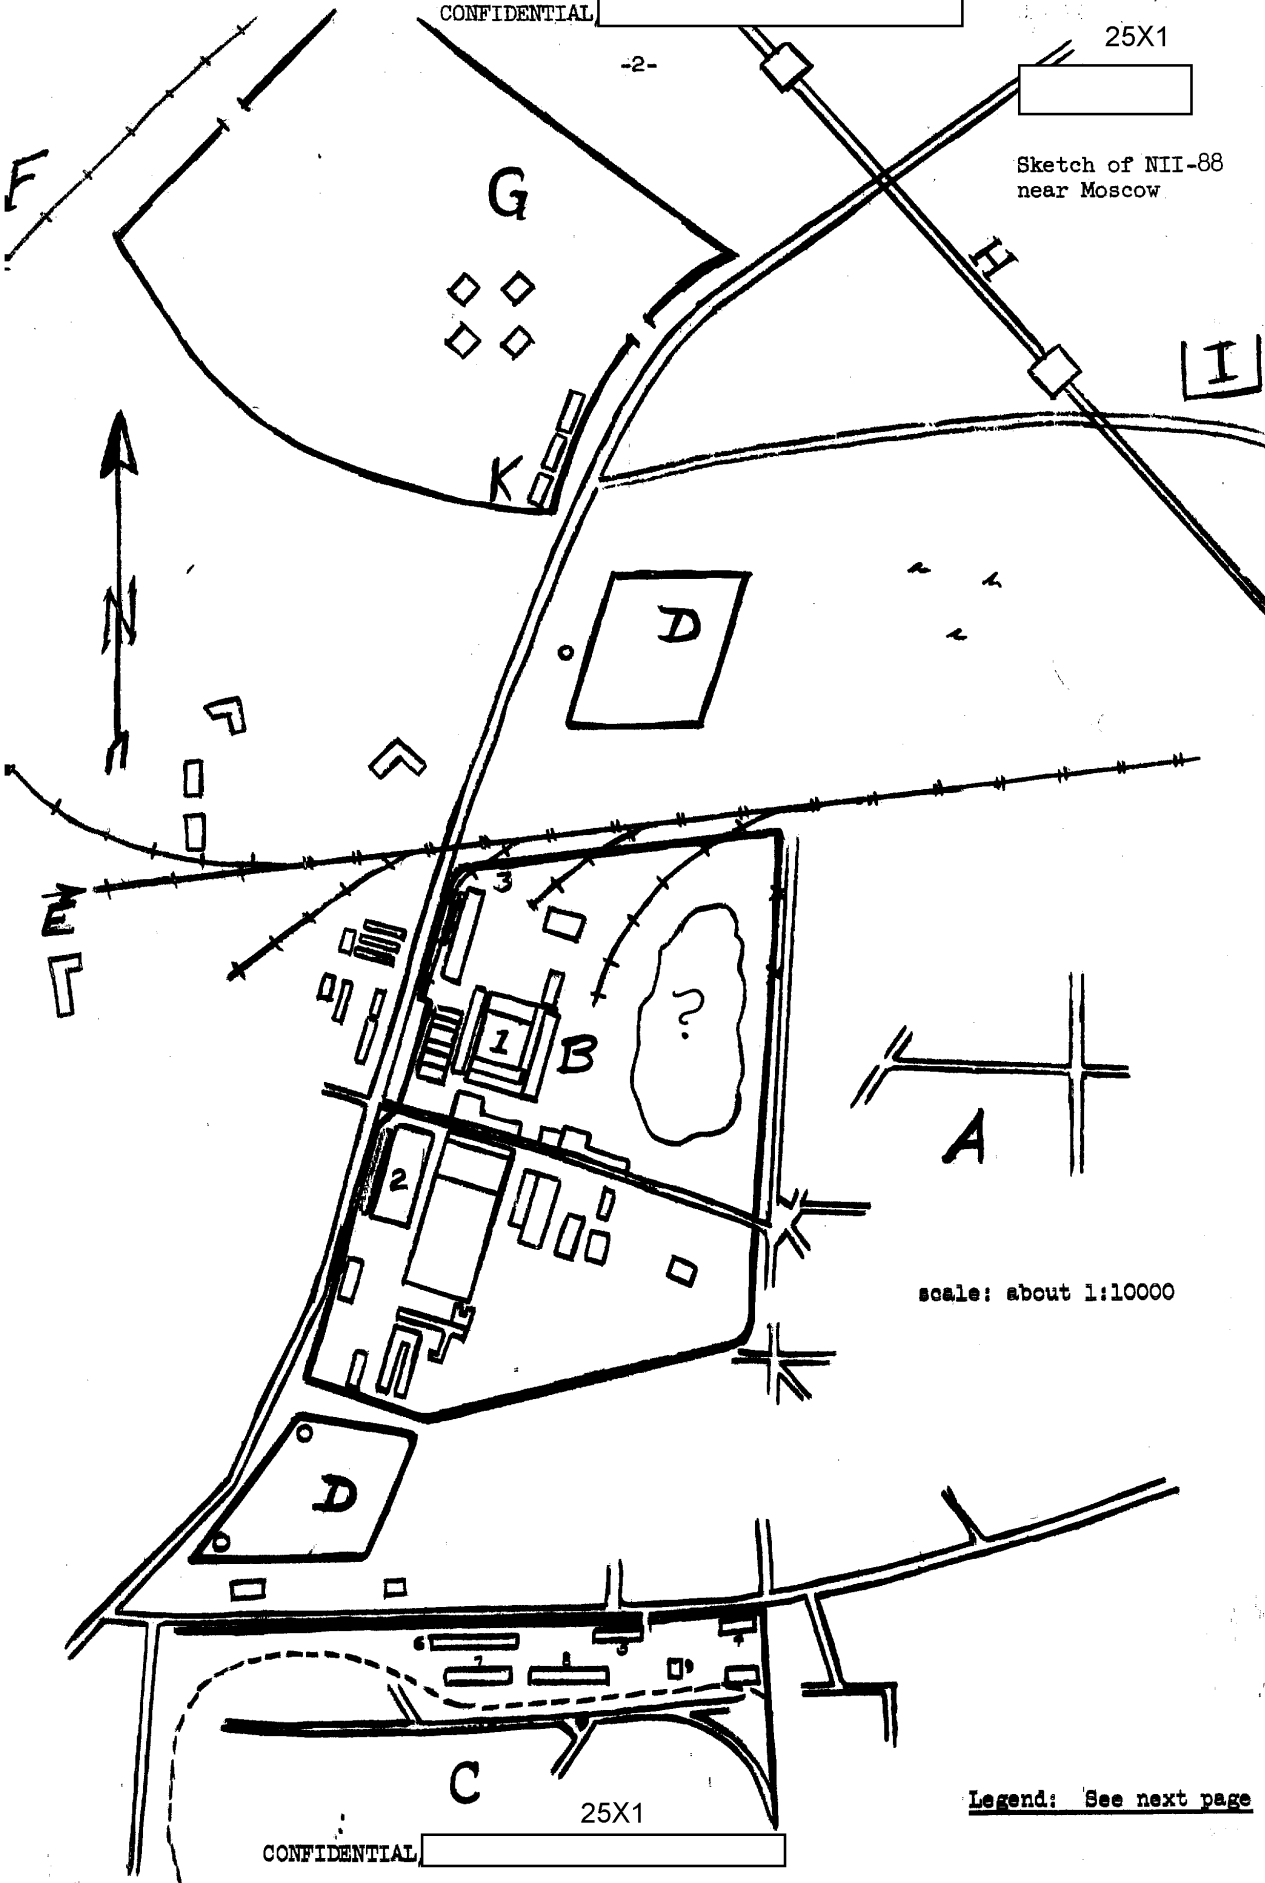 CONFIDENTIAL
-2-
25X1
Sketch of NII-88
near Moscow
F
G
H
I
K
N
D
E
3
1
B
?
A
2
scale: about 1:10000
D
6
5
4
7
8
9
C
Legend: See next page
25X1
CONFIDENTIAL